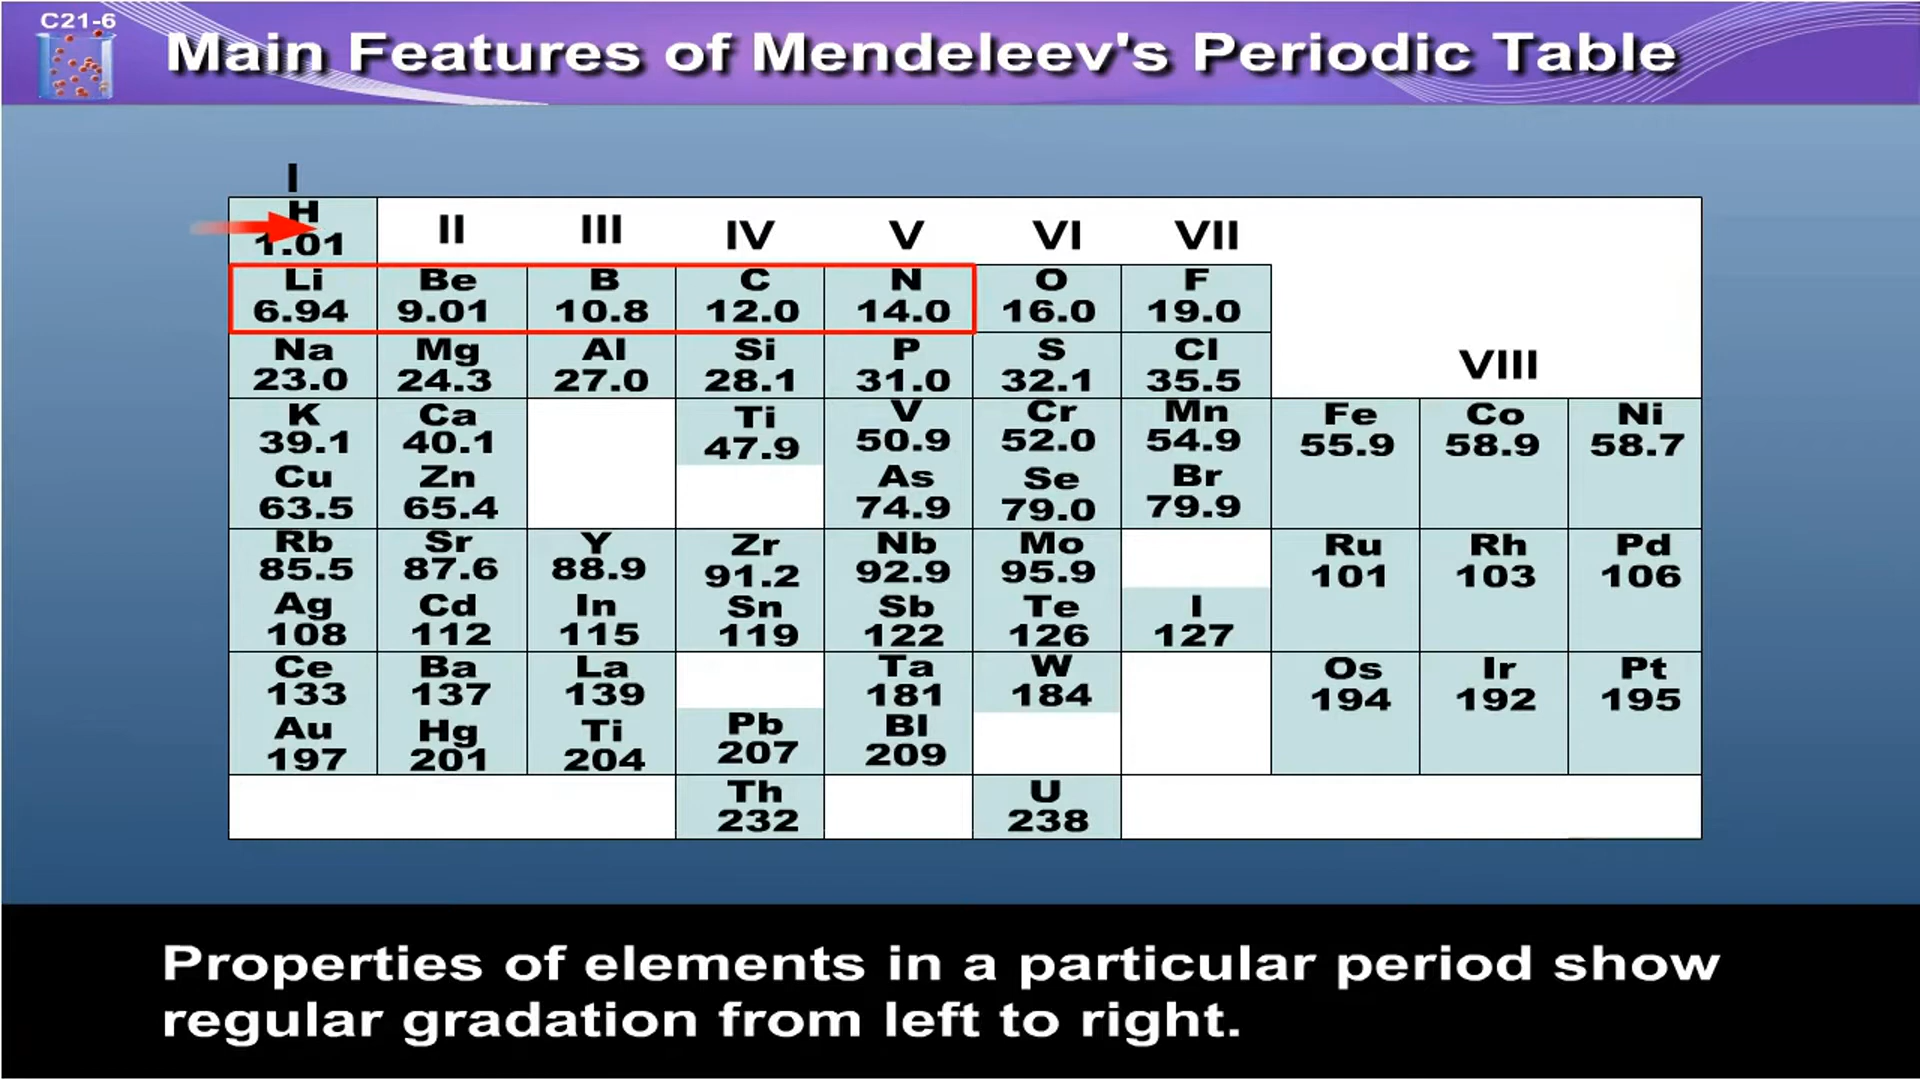 C21-6
Main Features of Mendeleev's Periodic Table
I
H
1.01
II III IV V VI VII
Li Be B C N O F
6.94 9.01 10.8 12.0 14.0 16.0 19.0
Na Mg Al Si P S Cl
23.0 24.3 27.0 28.1 31.0 32.1 35.5
VIII
K Ca Ti V Cr Mn Fe Co Ni
39.1 40.1 47.9 50.9 52.0 54.9 55.9 58.9 58.7
Cu Zn As Se Br
63.5 65.4 74.9 79.0 79.9
Rb Sr Y Zr Nb Mo Ru Rh Pd
85.5 87.6 88.9 91.2 92.9 95.9 101 103 106
Ag Cd In Sn Sb Te I
108 112 115 119 122 126 127
Ce Ba La Ta W Os Ir Pt
133 137 139 181 184 194 192 195
Au Hg Ti Pb Bl
197 201 204 207 209
Th U
232 238
Properties of elements in a particular period show
regular gradation from left to right.